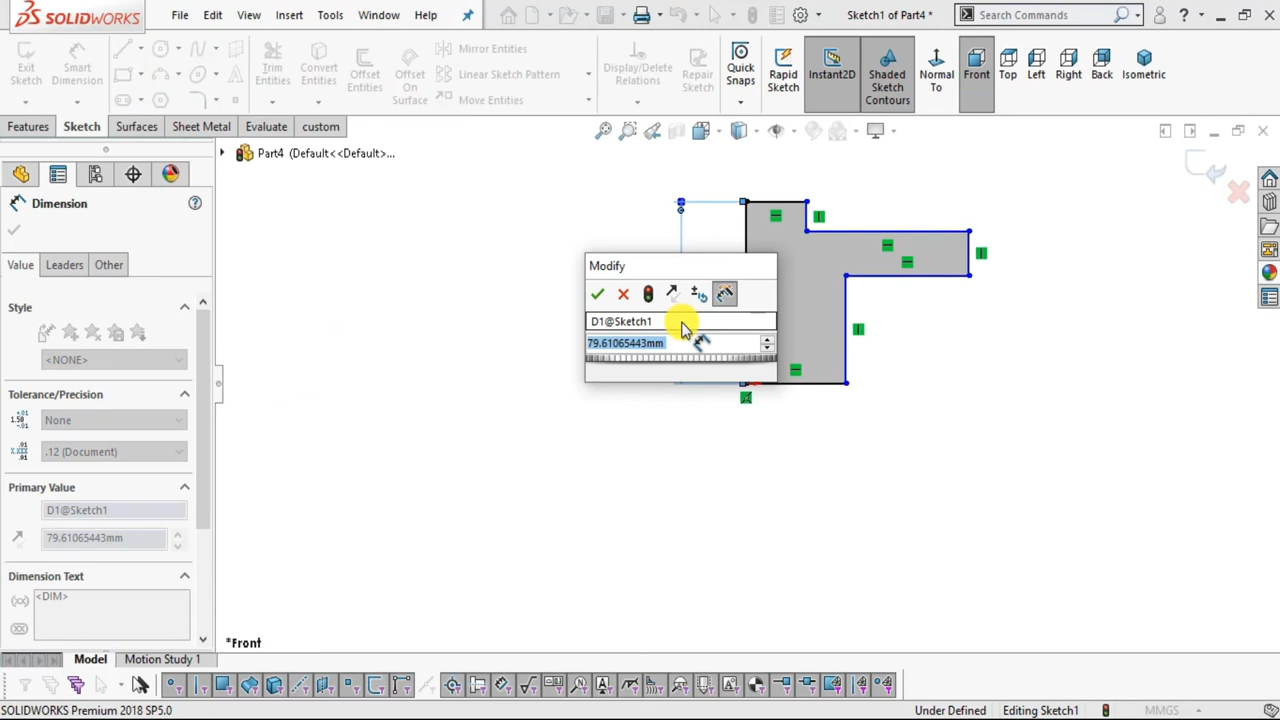 SOLIDWORKS File Edit View Insert Tools Window Help Sketch1 of Part4 * Search Commands ?
Exit Sketch
Smart Dimension
Trim Entities
Convert Entities
Offset Entities
Offset On Surface
Mirror Entities
Linear Sketch Pattern
Move Entities
Display/Delete Relations
Repair Sketch
Quick Snaps
Rapid Sketch
Instant2D
Shaded Sketch Contours
Normal To
Front
Top
Left
Right
Back
Isometric
Features Sketch Surfaces Sheet Metal Evaluate custom
Part4 (Default<<Default>...
Dimension
Value Leaders Other
Style
<NONE>
Tolerance/Precision
None
.12 (Document)
Primary Value
D1@Sketch1
79.61065443mm
Dimension Text
<DIM>
Modify
D1@Sketch1
79.61065443mm
*Front
Model Motion Study 1
SOLIDWORKS Premium 2018 SP5.0 Under Defined Editing Sketch1 MMGS